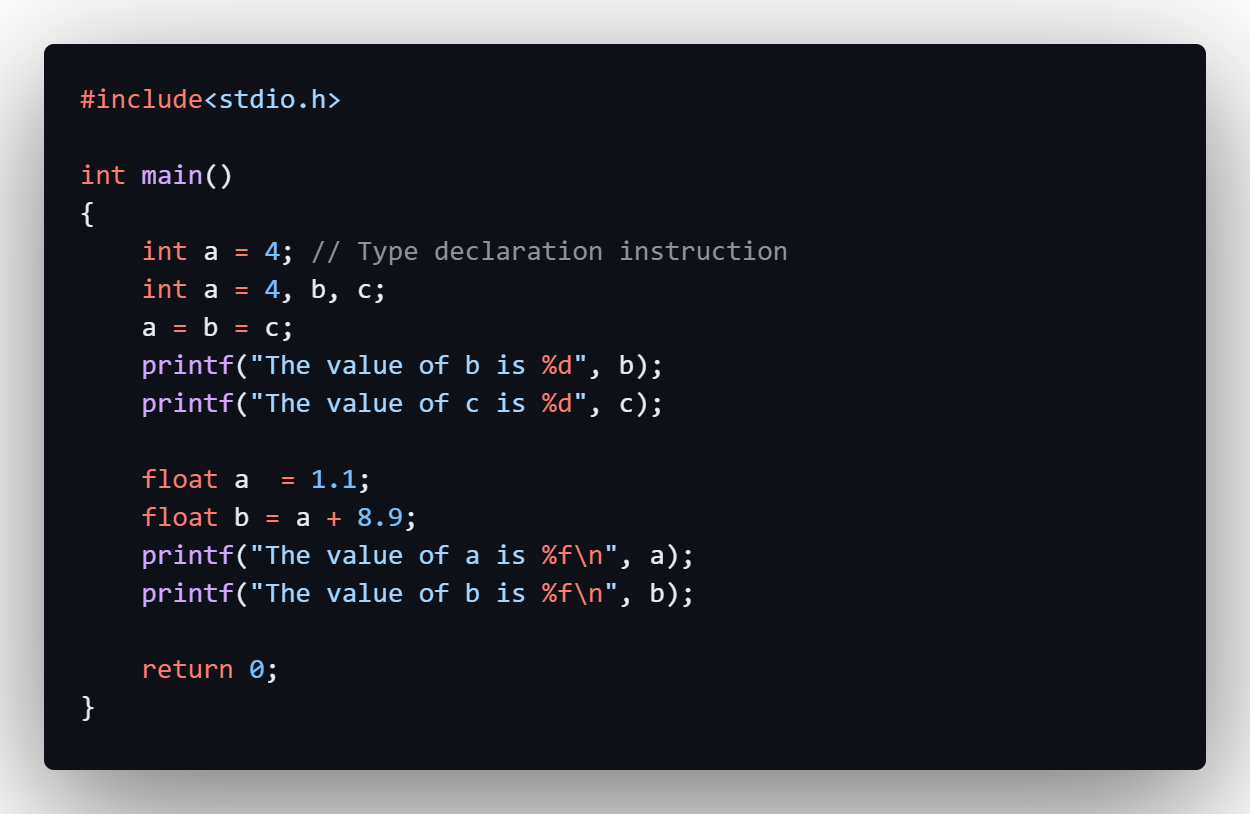 #include<stdio.h>

int main()
{
    int a = 4; // Type declaration instruction
    int a = 4, b, c;
    a = b = c;
    printf("The value of b is %d", b);
    printf("The value of c is %d", c);

    float a  = 1.1;
    float b = a + 8.9;
    printf("The value of a is %f\n", a);
    printf("The value of b is %f\n", b);

    return 0;
}